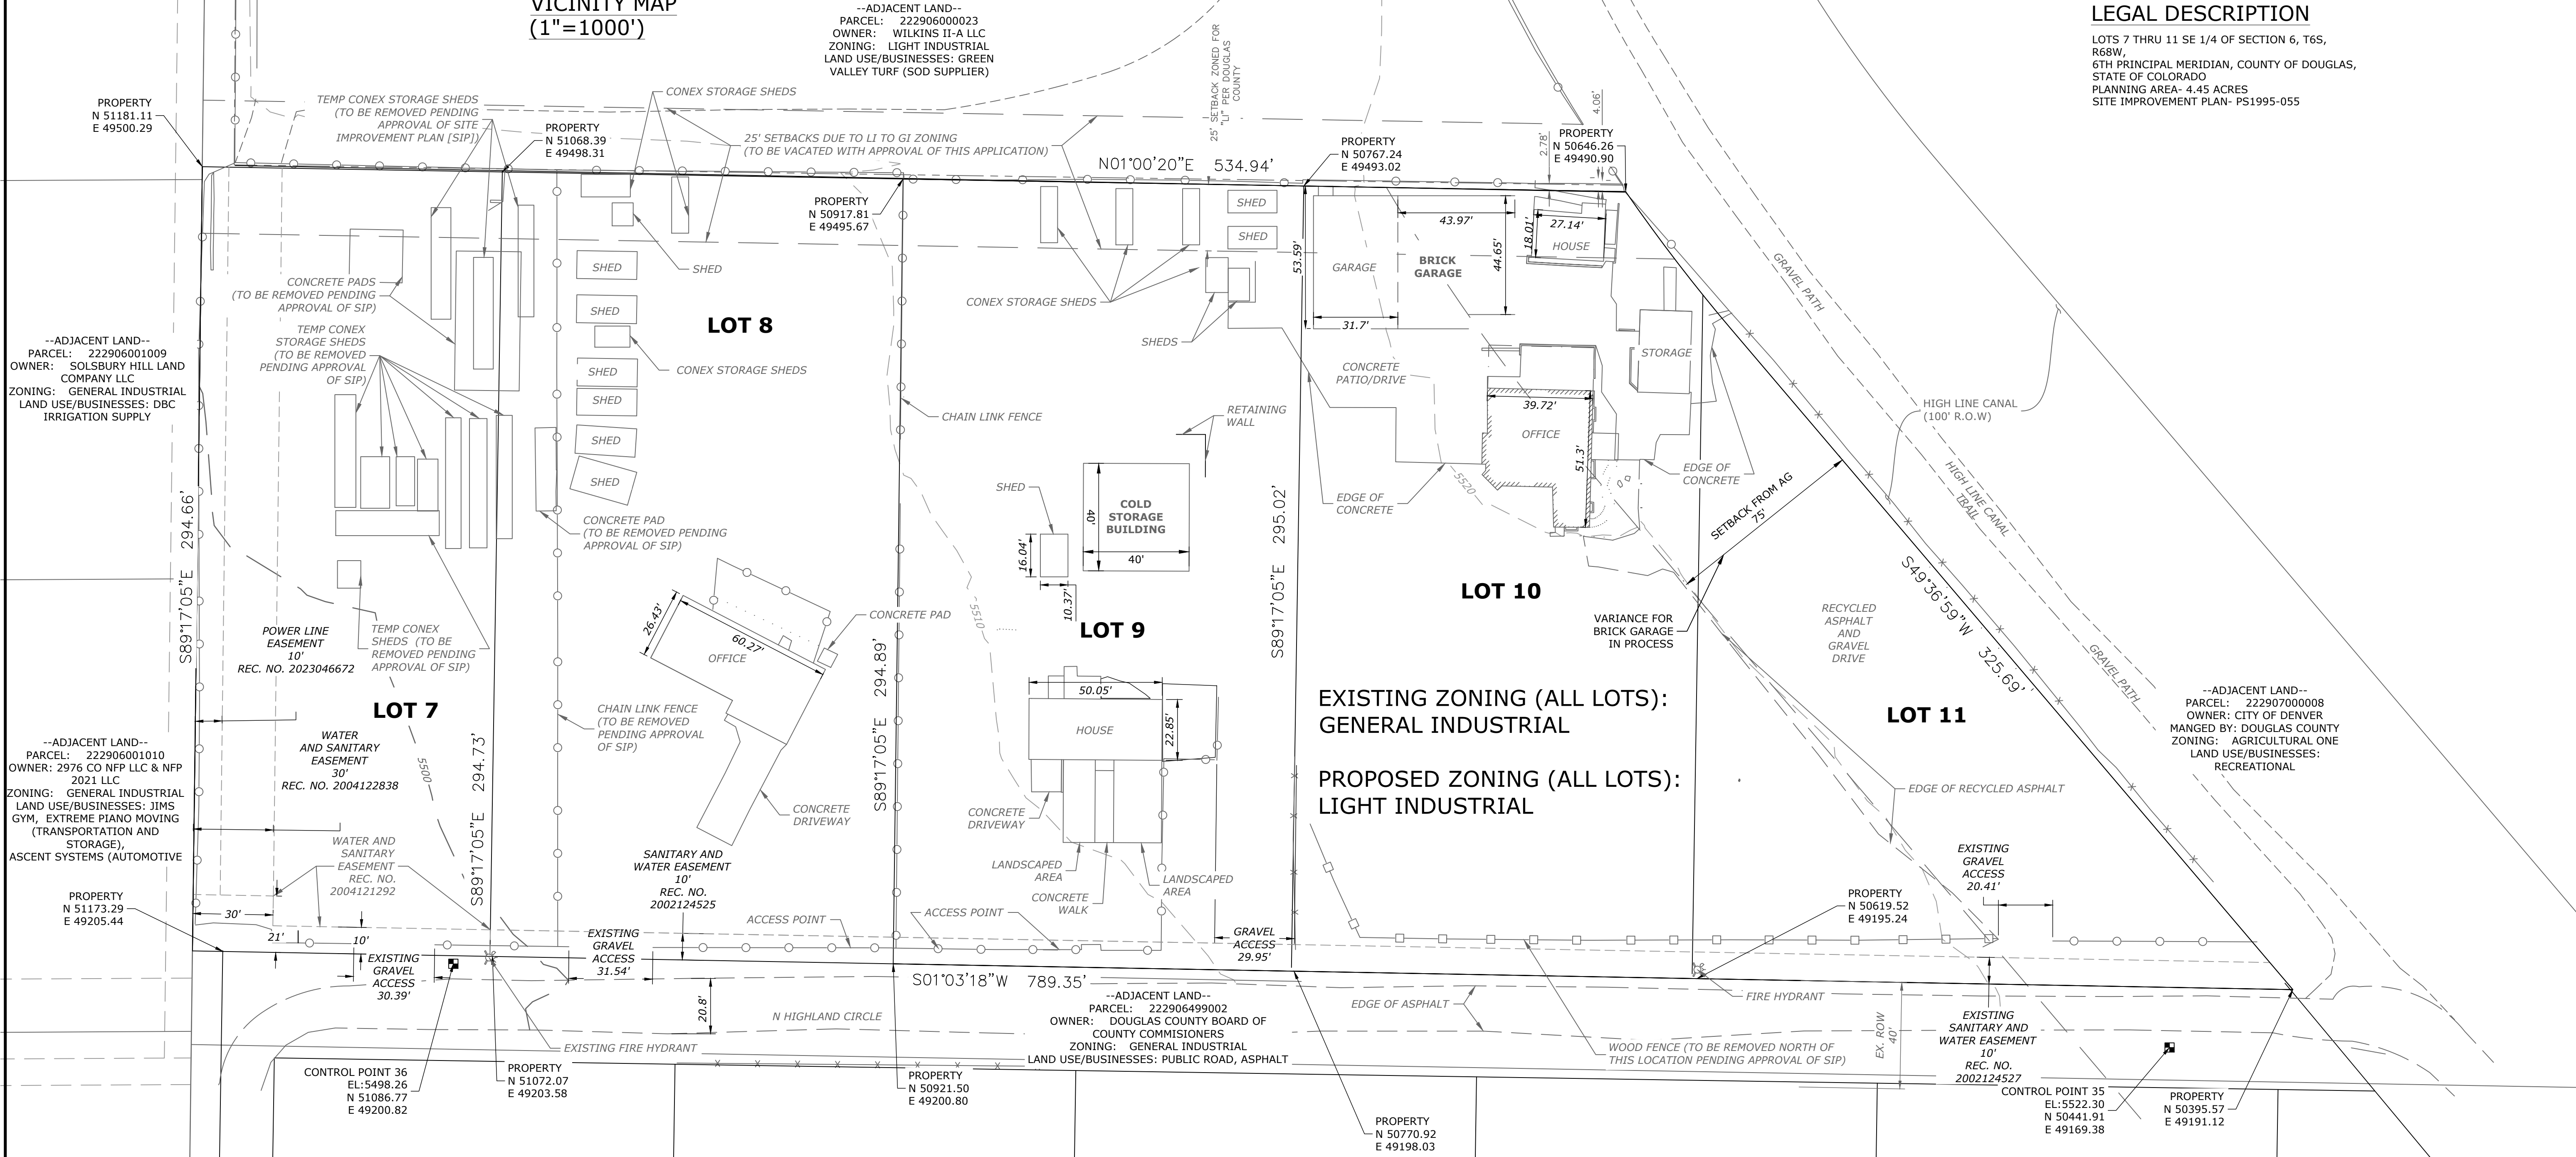 VICINITY MAP
(1"=1000')
--ADJACENT LAND--
PARCEL: 222906000023
OWNER: WILKINS II-A LLC
ZONING: LIGHT INDUSTRIAL
LAND USE/BUSINESSES: GREEN
VALLEY TURF (SOD SUPPLIER)
25' SETBACK ZONED FOR
"LI" PER DOUGLAS
COUNTY
LEGAL DESCRIPTION
LOTS 7 THRU 11 SE 1/4 OF SECTION 6, T6S,
R68W,
6TH PRINCIPAL MERIDIAN, COUNTY OF DOUGLAS,
STATE OF COLORADO
PLANNING AREA- 4.45 ACRES
SITE IMPROVEMENT PLAN- PS1995-055
PROPERTY
N 51181.11
E 49500.29
TEMP CONEX STORAGE SHEDS
(TO BE REMOVED PENDING
APPROVAL OF SITE
IMPROVEMENT PLAN [SIP])
PROPERTY
N 51068.39
E 49498.31
CONEX STORAGE SHEDS
25' SETBACKS DUE TO LI TO GI ZONING
(TO BE VACATED WITH APPROVAL OF THIS APPLICATION)
N01°00'20"E 534.94'
PROPERTY
N 50767.24
E 49493.02
2.78'
4.06'
PROPERTY
N 50646.26
E 49490.90
PROPERTY
N 50917.81
E 49495.67
CONCRETE PADS
(TO BE REMOVED PENDING
APPROVAL OF SIP)
TEMP CONEX
STORAGE SHEDS
(TO BE REMOVED
PENDING APPROVAL
OF SIP)
SHED
SHED
SHED
CONEX STORAGE SHEDS
SHED
SHED
SHED
SHED
LOT 8
CHAIN LINK FENCE
CONEX STORAGE SHEDS
SHED
SHED
SHEDS
53.59'
GARAGE
31.7'
BRICK
GARAGE
43.97'
44.65'
18.01'
27.14'
HOUSE
STORAGE
CONCRETE
PATIO/DRIVE
39.72'
OFFICE
51.3'
5520
EDGE OF
CONCRETE
EDGE OF
CONCRETE
GRAVEL PATH
HIGH LINE CANAL
(100' R.O.W)
HIGH LINE CANAL
TRAIL
GRAVEL PATH
--ADJACENT LAND--
PARCEL: 222906001009
OWNER: SOLSBURY HILL LAND
COMPANY LLC
ZONING: GENERAL INDUSTRIAL
LAND USE/BUSINESSES: DBC
IRRIGATION SUPPLY
S89°17'05"E 294.66'
CONCRETE PAD
(TO BE REMOVED PENDING
APPROVAL OF SIP)
RETAINING
WALL
SHED
COLD
STORAGE
BUILDING
40'
40'
16.04'
10.37'
S89°17'05"E 295.02'
SETBACK FROM AG
75'
S49°36'59"W 325.69'
LOT 10
VARIANCE FOR
BRICK GARAGE
IN PROCESS
RECYCLED
ASPHALT
AND
GRAVEL
DRIVE
POWER LINE
EASEMENT
10'
REC. NO. 2023046672
TEMP CONEX
SHEDS (TO BE
REMOVED PENDING
APPROVAL OF SIP)
LOT 7
26.43'
60.27'
OFFICE
CONCRETE PAD
5510
LOT 9
S89°17'05"E 294.89'
50.05'
22.85'
HOUSE
EXISTING ZONING (ALL LOTS):
GENERAL INDUSTRIAL
PROPOSED ZONING (ALL LOTS):
LIGHT INDUSTRIAL
LOT 11
--ADJACENT LAND--
PARCEL: 222907000008
OWNER: CITY OF DENVER
MANGED BY: DOUGLAS COUNTY
ZONING: AGRICULTURAL ONE
LAND USE/BUSINESSES:
RECREATIONAL
--ADJACENT LAND--
PARCEL: 222906001010
OWNER: 2976 CO NFP LLC & NFP
2021 LLC
ZONING: GENERAL INDUSTRIAL
LAND USE/BUSINESSES: JIMS
GYM, EXTREME PIANO MOVING
(TRANSPORTATION AND
STORAGE),
ASCENT SYSTEMS (AUTOMOTIVE
WATER
AND SANITARY
EASEMENT
30'
REC. NO. 2004122838
5500
S89°17'05"E 294.73'
CHAIN LINK FENCE
(TO BE REMOVED
PENDING APPROVAL
OF SIP)
CONCRETE
DRIVEWAY
CONCRETE
DRIVEWAY
LANDSCAPED
AREA
CONCRETE
WALK
LANDSCAPED
AREA
EDGE OF RECYCLED ASPHALT
WATER AND
SANITARY
EASEMENT
REC. NO.
2004121292
SANITARY AND
WATER EASEMENT
10'
REC. NO.
2002124525
EXISTING
GRAVEL
ACCESS
20.41'
PROPERTY
N 51173.29
E 49205.44
30'
21'
10'
EXISTING
GRAVEL
ACCESS
30.39'
EXISTING
GRAVEL
ACCESS
31.54'
ACCESS POINT
ACCESS POINT
GRAVEL
ACCESS
29.95'
PROPERTY
N 50619.52
E 49195.24
S01°03'18"W 789.35'
20.8'
N HIGHLAND CIRCLE
--ADJACENT LAND--
PARCEL: 222906499002
OWNER: DOUGLAS COUNTY BOARD OF
COUNTY COMMISIONERS
ZONING: GENERAL INDUSTRIAL
LAND USE/BUSINESSES: PUBLIC ROAD, ASPHALT
EDGE OF ASPHALT
FIRE HYDRANT
WOOD FENCE (TO BE REMOVED NORTH OF
THIS LOCATION PENDING APPROVAL OF SIP)
EX. ROW
40'
EXISTING
SANITARY AND
WATER EASEMENT
10'
REC. NO.
2002124527
EXISTING FIRE HYDRANT
CONTROL POINT 36
EL:5498.26
N 51086.77
E 49200.82
PROPERTY
N 51072.07
E 49203.58
PROPERTY
N 50921.50
E 49200.80
PROPERTY
N 50770.92
E 49198.03
CONTROL POINT 35
EL:5522.30
N 50441.91
E 49169.38
PROPERTY
N 50395.57
E 49191.12